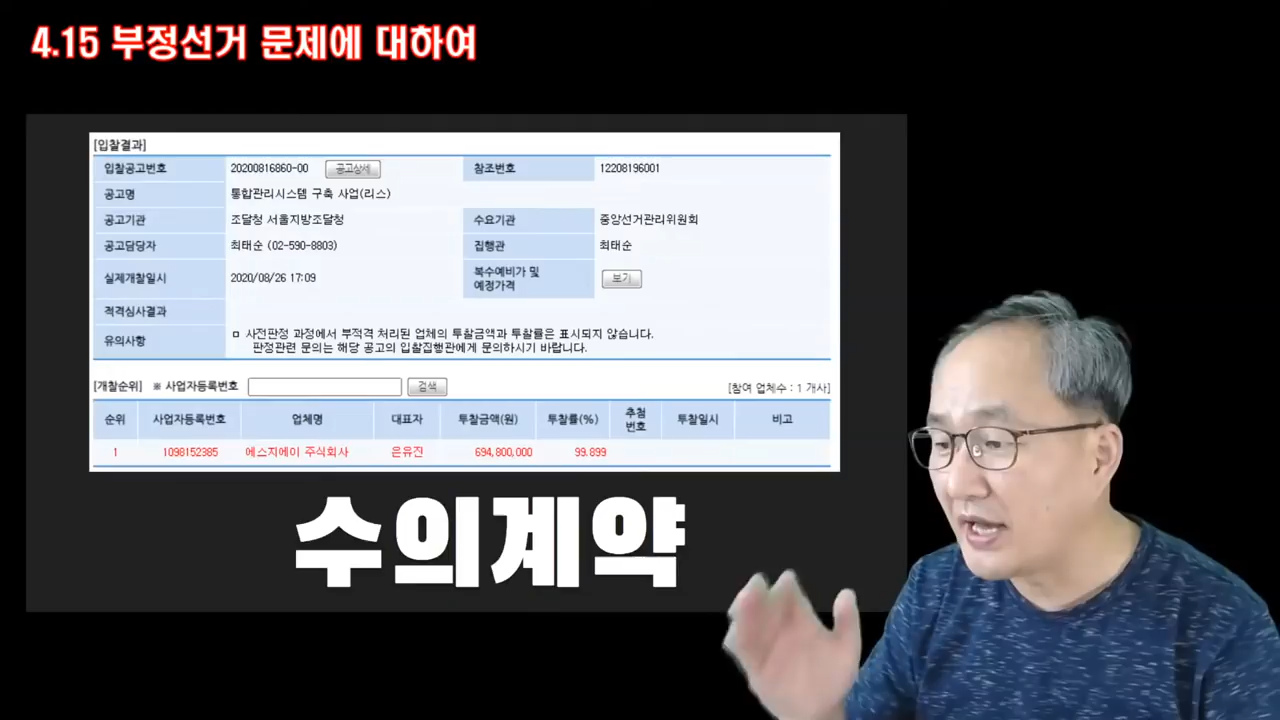 4.15 부정선거 문제에 대하여
[입찰결과]
입찰공고번호 20200816860-00 공고상세 참조번호 12208196001
공고명 통합관리시스템 구축 사업(리스)
공고기관 조달청 서울지방조달청 수요기관 중앙선거관리위원회
공고담당자 최태순 (02-590-8803) 집행관 최태순
실제개찰일시 2020/08/26 17:09 복수예비가 및 보기
예정가격
적격심사결과
유의사항 ㅁ 사전판정 과정에서 부적격 처리된 업체의 투찰금액과 투찰률은 표시되지 않습니다.
판정관련 문의는 해당 공고의 입찰집행관에게 문의하시기 바랍니다.
[개찰순위] ※ 사업자등록번호 검색 [참여 업체수 : 1 개사]
순위 사업자등록번호 업체명 대표자 투찰금액(원) 투찰률(%) 추첨 투찰일시 비고
번호
1 1098152385 에스지에이 주식회사 은유진 694,800,000 99.899
수의계약